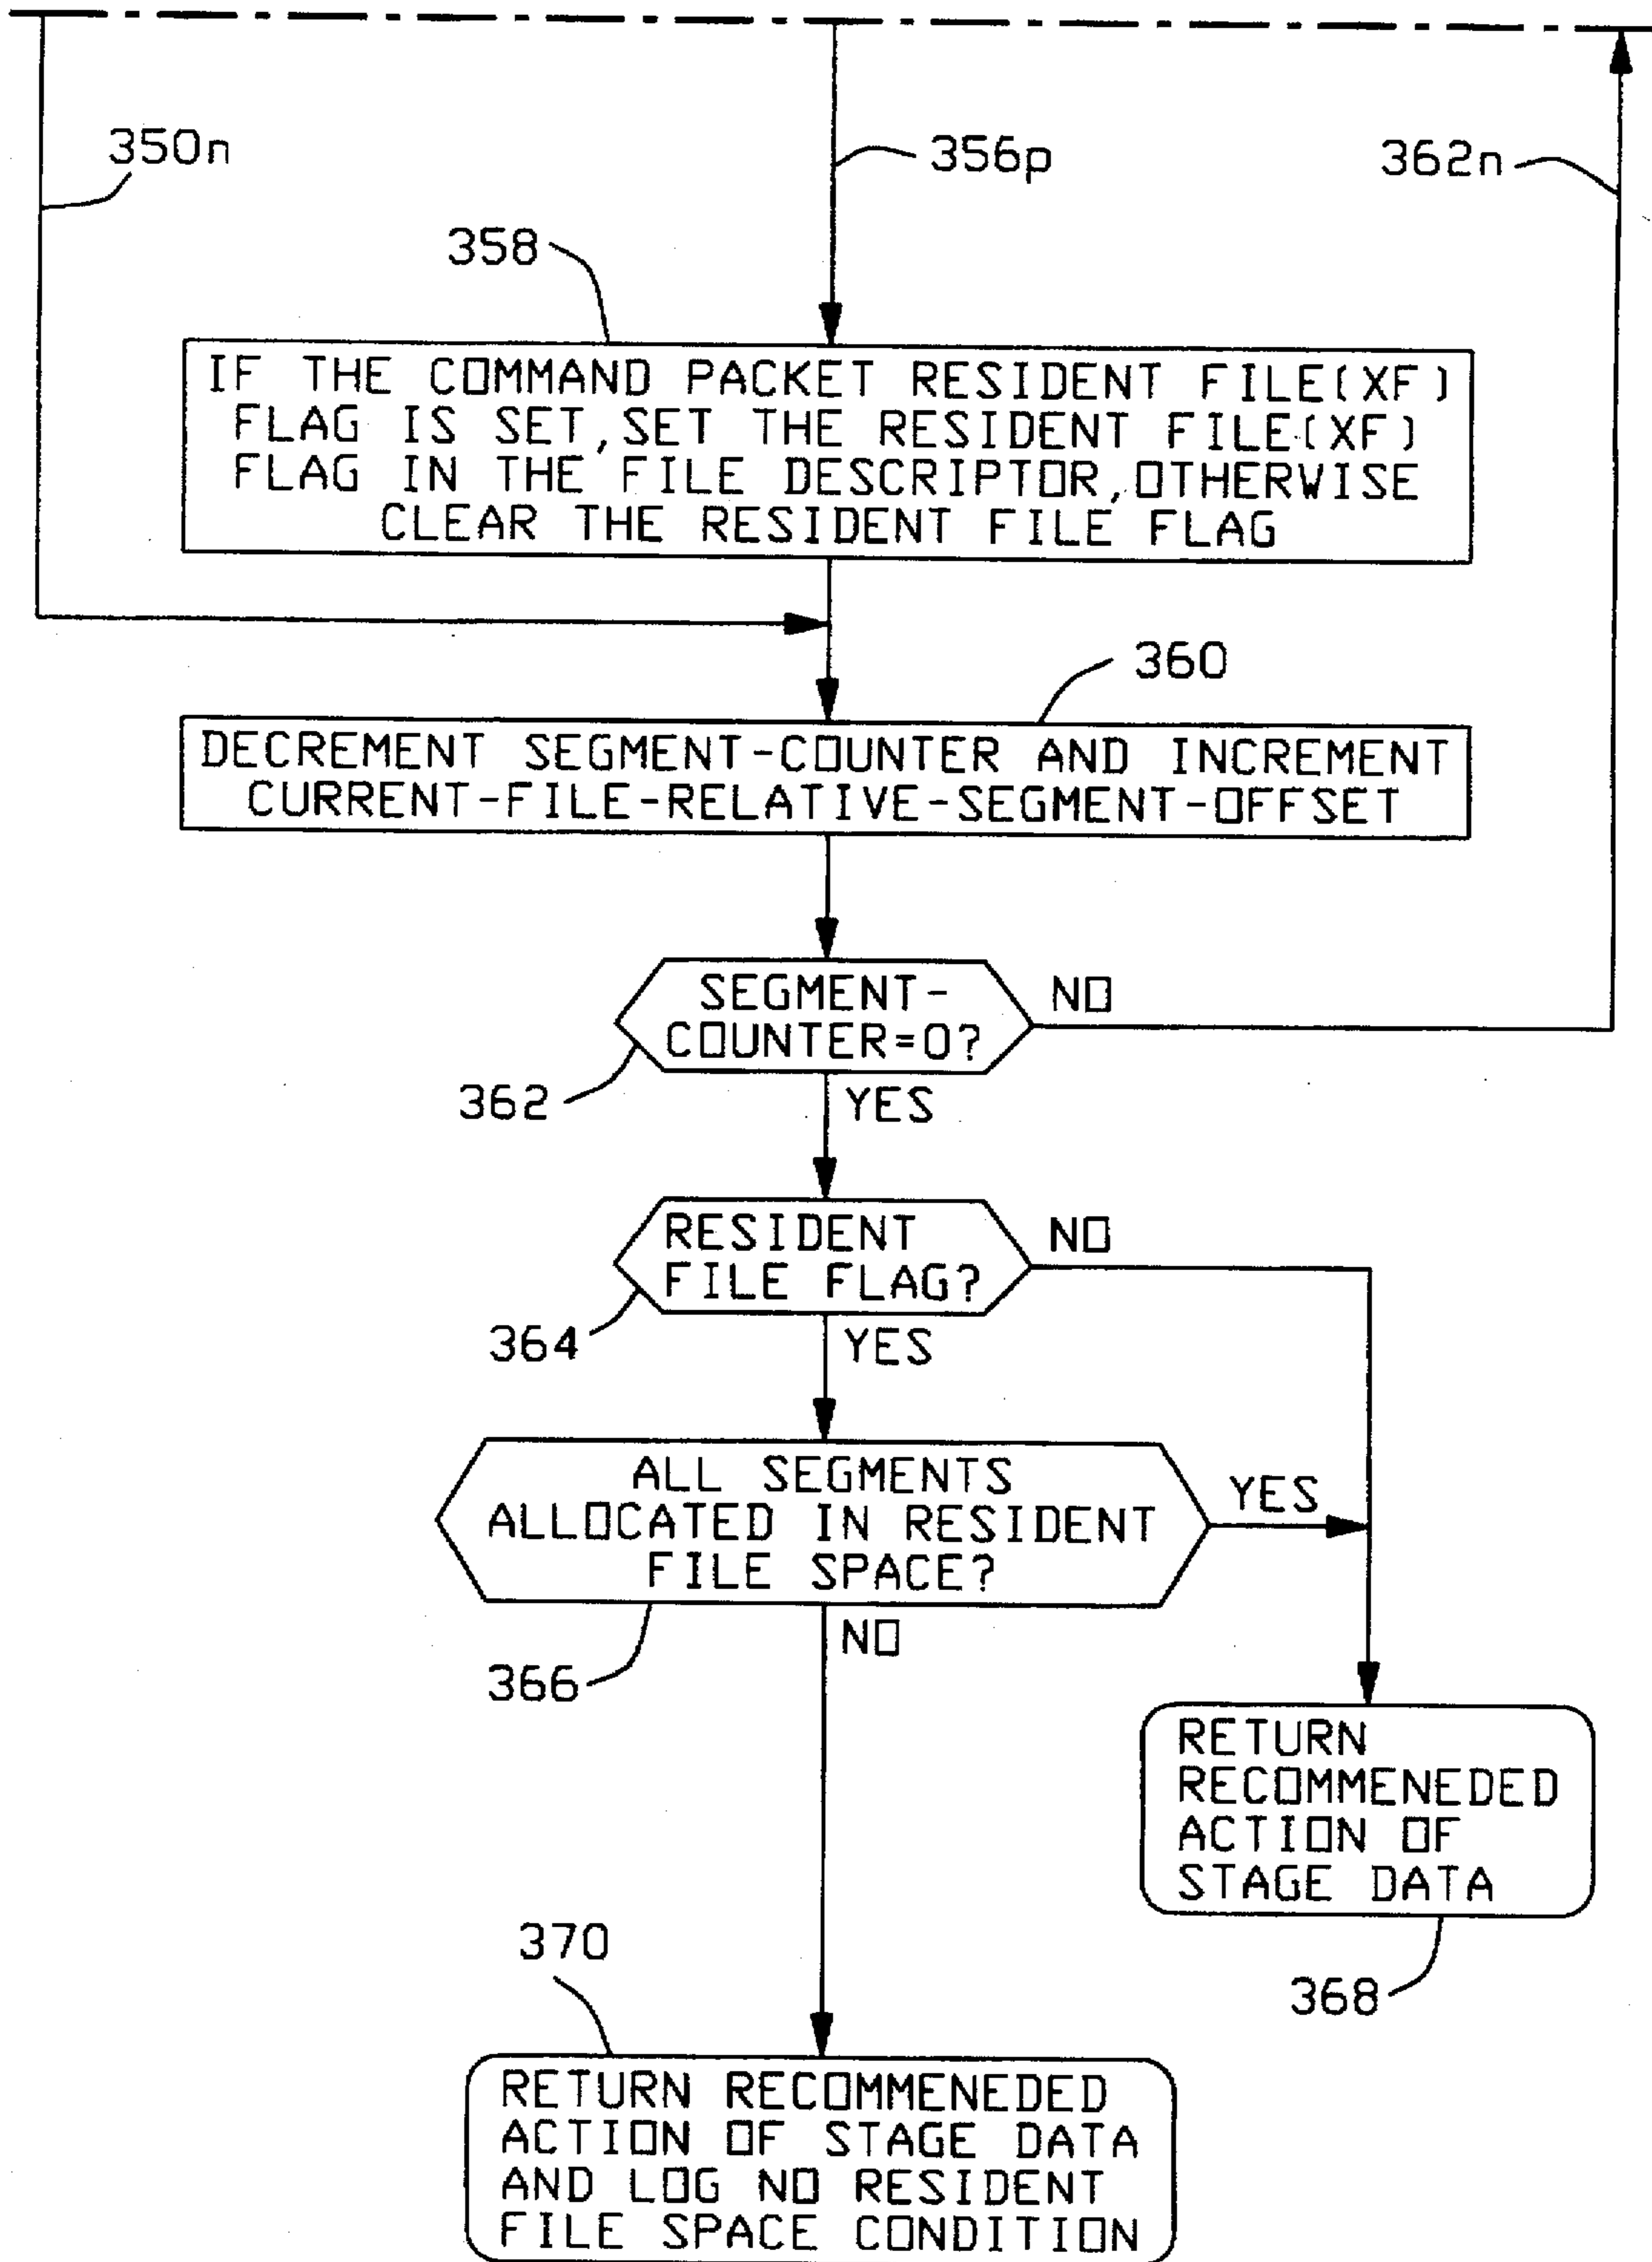 350n
356p
362n
358
IF THE COMMAND PACKET RESIDENT FILE(XF)
FLAG IS SET, SET THE RESIDENT FILE(XF)
FLAG IN THE FILE DESCRIPTOR, OTHERWISE
CLEAR THE RESIDENT FILE FLAG
360
DECREMENT SEGMENT-COUNTER AND INCREMENT
CURRENT-FILE-RELATIVE-SEGMENT-OFFSET
SEGMENT-
COUNTER=0?
NO
362
YES
RESIDENT
FILE FLAG?
NO
364
YES
ALL SEGMENTS
ALLOCATED IN RESIDENT
FILE SPACE?
YES
366
NO
RETURN
RECOMMENEDED
ACTION OF
STAGE DATA
368
370
RETURN RECOMMENEDED
ACTION OF STAGE DATA
AND LOG NO RESIDENT
FILE SPACE CONDITION